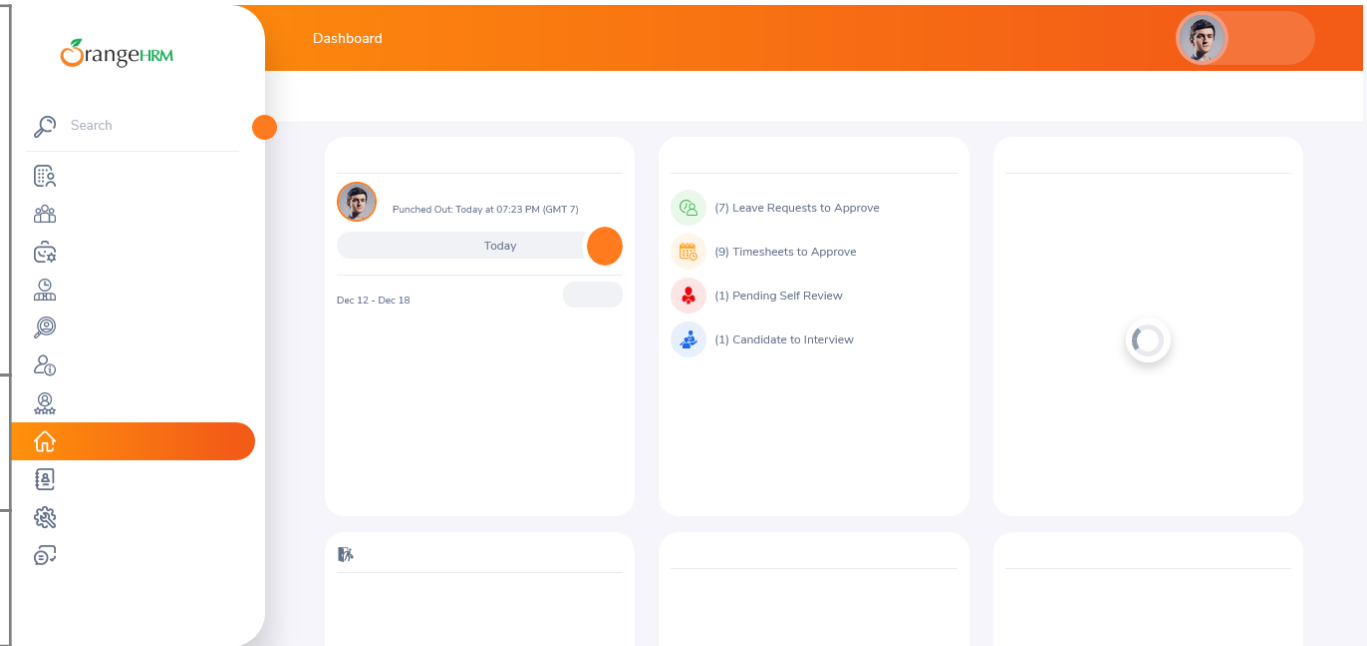 OrangeHRM
Dashboard
Search
Punched Out: Today at 07:23 PM (GMT 7)
Today
Dec 12 - Dec 18
(7) Leave Requests to Approve
(9) Timesheets to Approve
(1) Pending Self Review
(1) Candidate to Interview